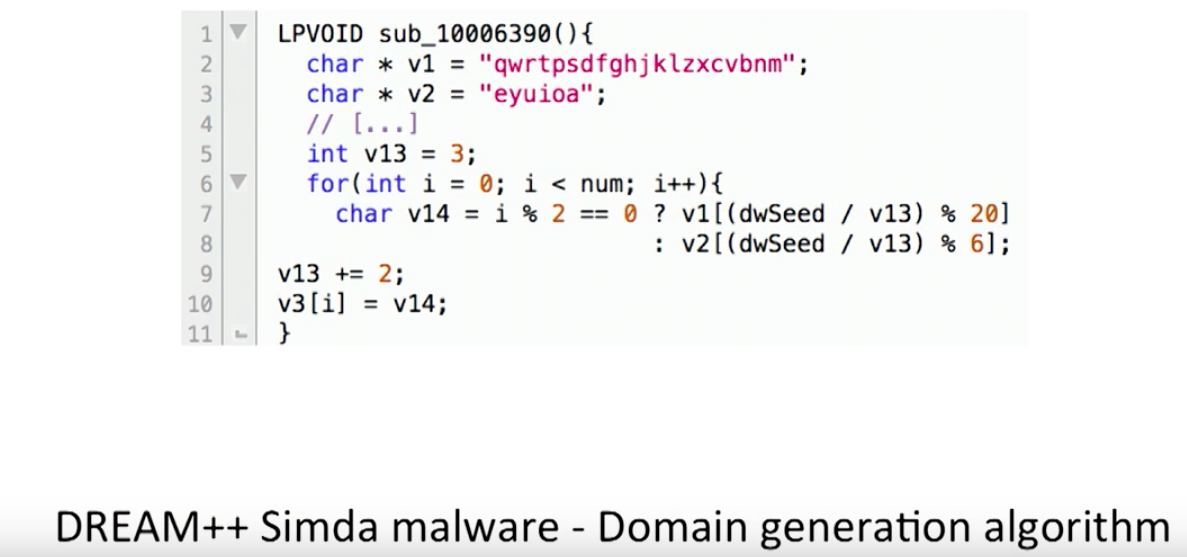 1 LPVOID sub_10006390(){
2 char * v1 = "qwrtpsdfghjklzxcvbnm";
3 char * v2 = "eyuioa";
4 // [...]
5 int v13 = 3;
6 for(int i = 0; i < num; i++){
7 char v14 = i % 2 == 0 ? v1[(dwSeed / v13) % 20]
8 : v2[(dwSeed / v13) % 6];
9 v13 += 2;
10 v3[i] = v14;
11 }
DREAM++ Simda malware - Domain generation algorithm